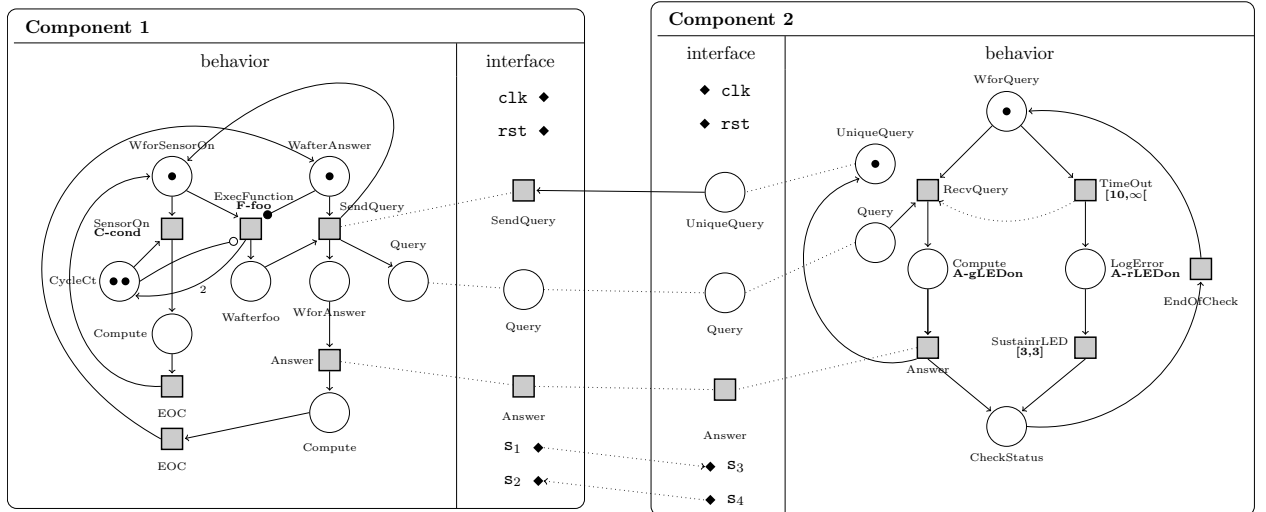 Component 1
behavior
interface
clk
rst
WforSensorOn
WafterAnswer
ExecFunction
F-foo
SensorOn
C-cond
SendQuery
Query
CycleCt
2
Wafterfoo
WforAnswer
Compute
Answer
EOC
Compute
EOC
SendQuery
Query
Answer
s1
s2
Component 2
interface
behavior
clk
rst
UniqueQuery
Query
Answer
s3
s4
WforQuery
UniqueQuery
RecvQuery
TimeOut
[10,∞[
Query
Compute
A-gLEDon
LogError
A-rLEDon
EndOfCheck
SustainrLED
[3,3]
Answer
CheckStatus